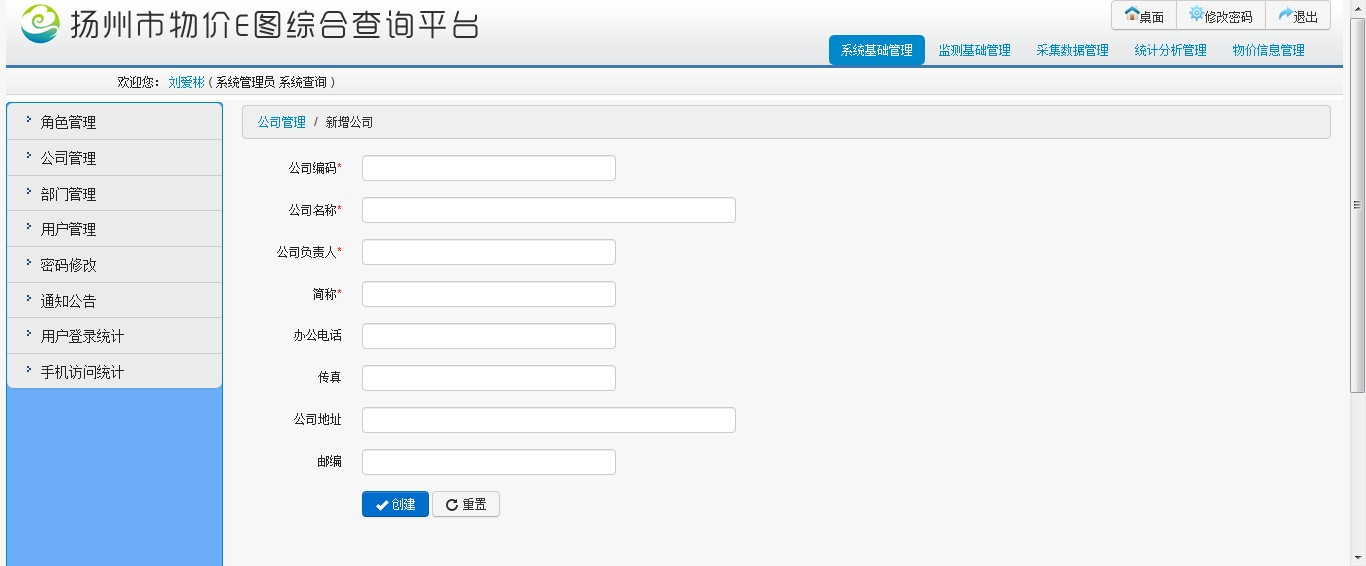 扬州市物价E图综合查询平台
桌面 修改密码 退出
系统基础管理 监测基础管理 采集数据管理 统计分析管理 物价信息管理
欢迎您: 刘爱彬 ( 系统管理员 系统查询 )
角色管理
公司管理
部门管理
用户管理
密码修改
通知公告
用户登录统计
手机访问统计
公司管理 / 新增公司
公司编码*
公司名称*
公司负责人*
简称*
办公电话
传真
公司地址
邮编
创建 重置